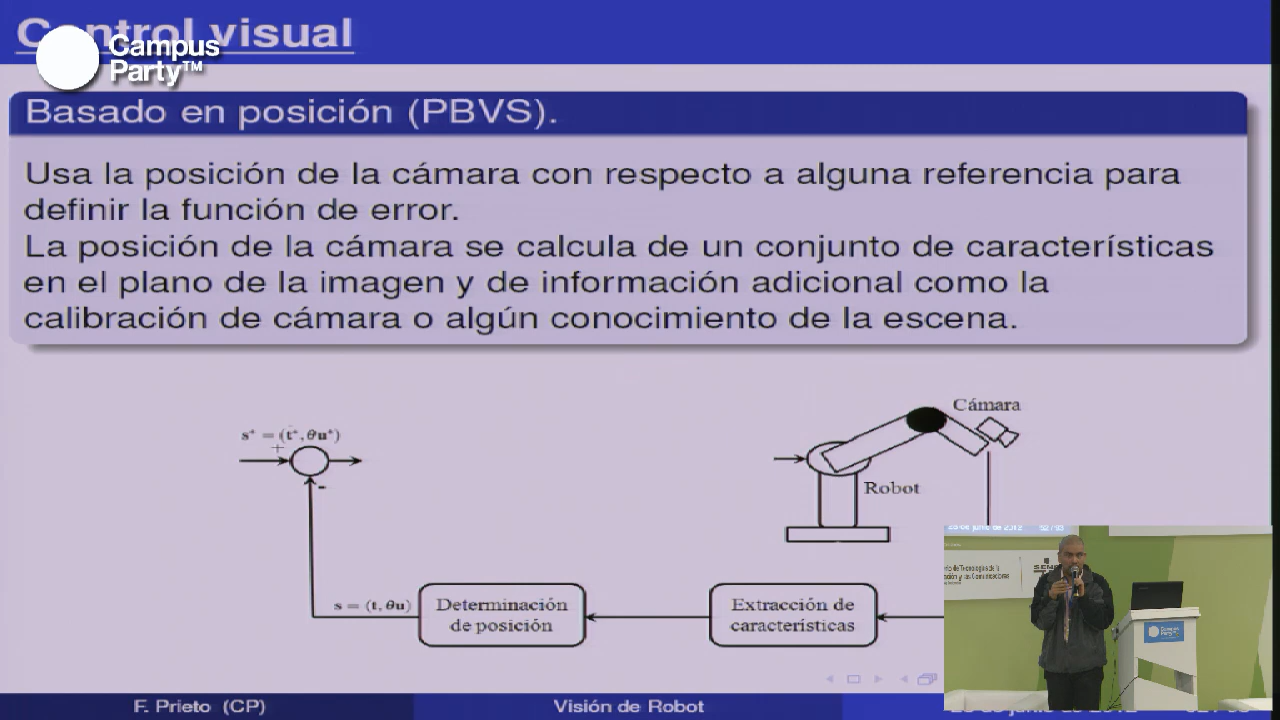 Control visual
Campus
Party™
Basado en posición (PBVS).
Usa la posición de la cámara con respecto a alguna referencia para
definir la función de error.
La posición de la cámara se calcula de un conjunto de características
en el plano de la imagen y de información adicional como la
calibración de cámara o algún conocimiento de la escena.
Cámara
s* = (t*, θu*)
+
-
Robot
s = (t, θu)
Determinación
de posición
Extracción de
características
Campus
Party
F. Prieto (CP)
Visión de Robot